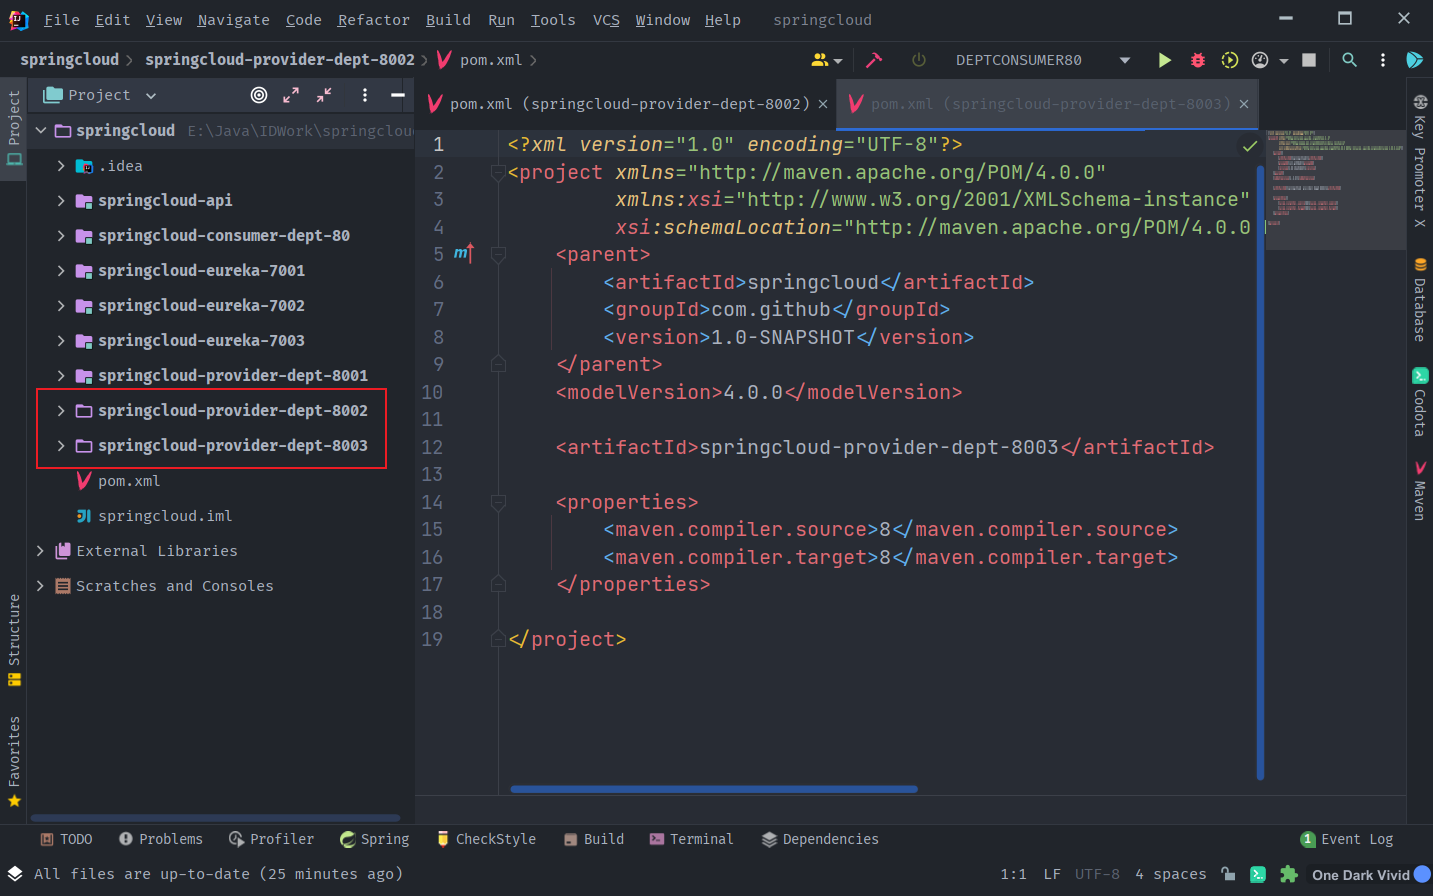 File Edit View Navigate Code Refactor Build Run Tools VCS Window Help springcloud
springcloud springcloud-provider-dept-8002 pom.xml DEPTCONSUMER80
Project
Project
springcloud E:\Java\IDWork\springclou
.idea
springcloud-api
springcloud-consumer-dept-80
springcloud-eureka-7001
springcloud-eureka-7002
springcloud-eureka-7003
springcloud-provider-dept-8001
springcloud-provider-dept-8002
springcloud-provider-dept-8003
pom.xml
springcloud.iml
External Libraries
Scratches and Consoles
Structure
Favorites
pom.xml (springcloud-provider-dept-8002) pom.xml (springcloud-provider-dept-8003)
1 <?xml version="1.0" encoding="UTF-8"?>
2 <project xmlns="http://maven.apache.org/POM/4.0.0"
3 xmlns:xsi="http://www.w3.org/2001/XMLSchema-instance"
4 xsi:schemaLocation="http://maven.apache.org/POM/4.0.0
5 m <parent>
6 <artifactId>springcloud</artifactId>
7 <groupId>com.github</groupId>
8 <version>1.0-SNAPSHOT</version>
9 </parent>
10 <modelVersion>4.0.0</modelVersion>
11
12 <artifactId>springcloud-provider-dept-8003</artifactId>
13
14 <properties>
15 <maven.compiler.source>8</maven.compiler.source>
16 <maven.compiler.target>8</maven.compiler.target>
17 </properties>
18
19 </project>
Key Promoter X
Database
Codota
Maven
TODO Problems Profiler Spring CheckStyle Build Terminal Dependencies 1 Event Log
All files are up-to-date (25 minutes ago) 1:1 LF UTF-8 4 spaces One Dark Vivid